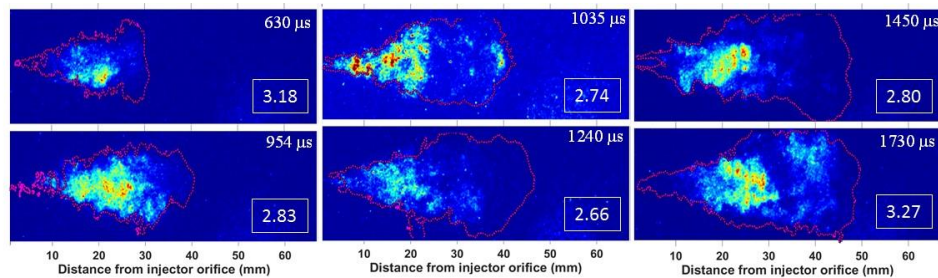 630 µs
3.18
1035 µs
2.74
1450 µs
2.80
954 µs
2.83
1240 µs
2.66
1730 µs
3.27
10 20 30 40 50 60
Distance from injector orifice (mm)
10 20 30 40 50 60
Distance from injector orifice (mm)
10 20 30 40 50 60
Distance from injector orifice (mm)